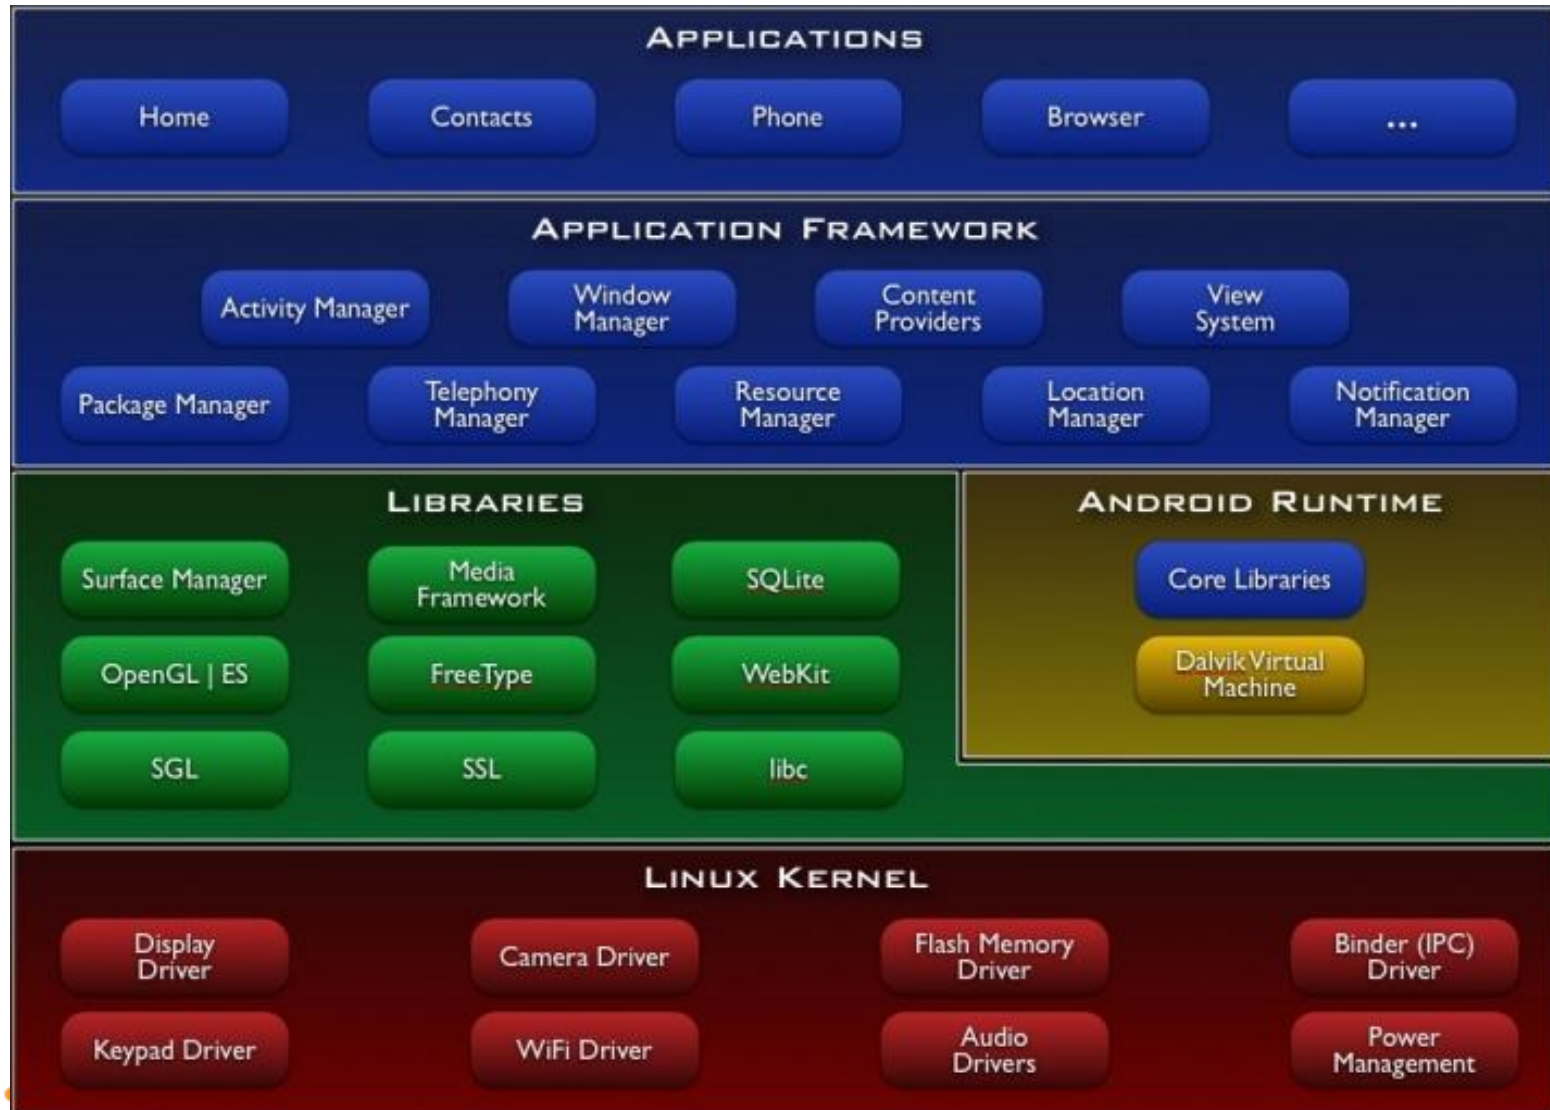 APPLICATIONS
Home
Contacts
Phone
Browser
...
APPLICATION FRAMEWORK
Activity Manager
Window
Manager
Content
Providers
View
System
Package Manager
Telephony
Manager
Resource
Manager
Location
Manager
Notification
Manager
LIBRARIES
Surface Manager
Media
Framework
SQLite
OpenGL | ES
FreeType
WebKit
SGL
SSL
libc
ANDROID RUNTIME
Core Libraries
Dalvik Virtual
Machine
LINUX KERNEL
Display
Driver
Camera Driver
Flash Memory
Driver
Binder (IPC)
Driver
Keypad Driver
WiFi Driver
Audio
Drivers
Power
Management